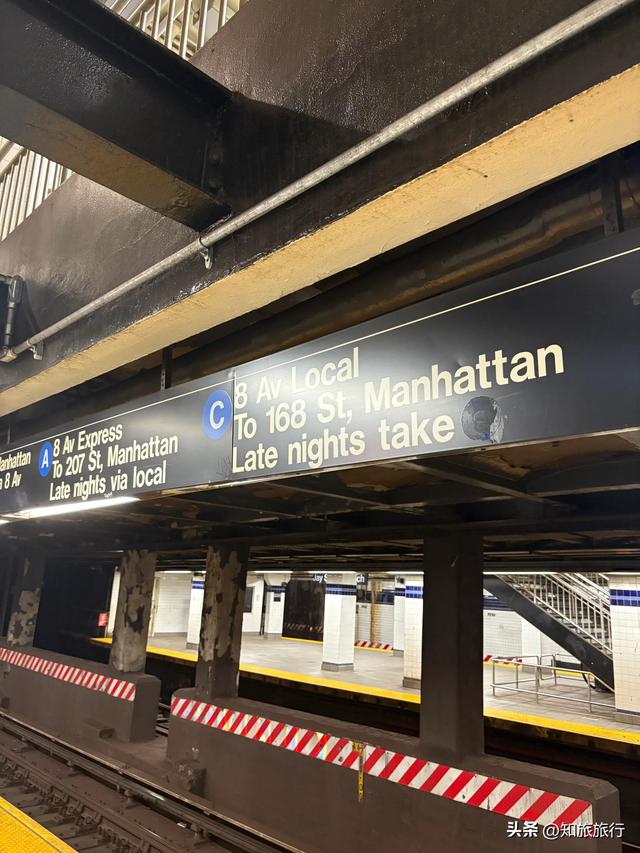 Manhattan
8 Av
A
8 Av Express
To 207 St, Manhattan
Late nights via local
C
8 Av Local
To 168 St, Manhattan
Late nights take
Jay S
头条 @知旅旅行